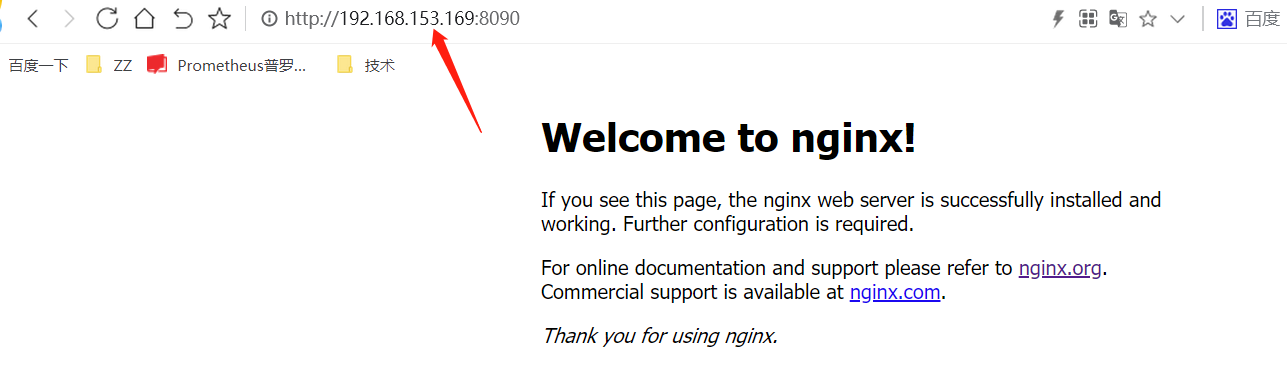 http://192.168.153.169:8090
百度
百度一下 ZZ Prometheus普罗... 技术
Welcome to nginx!
If you see this page, the nginx web server is successfully installed and
working. Further configuration is required.
For online documentation and support please refer to nginx.org.
Commercial support is available at nginx.com.
Thank you for using nginx.